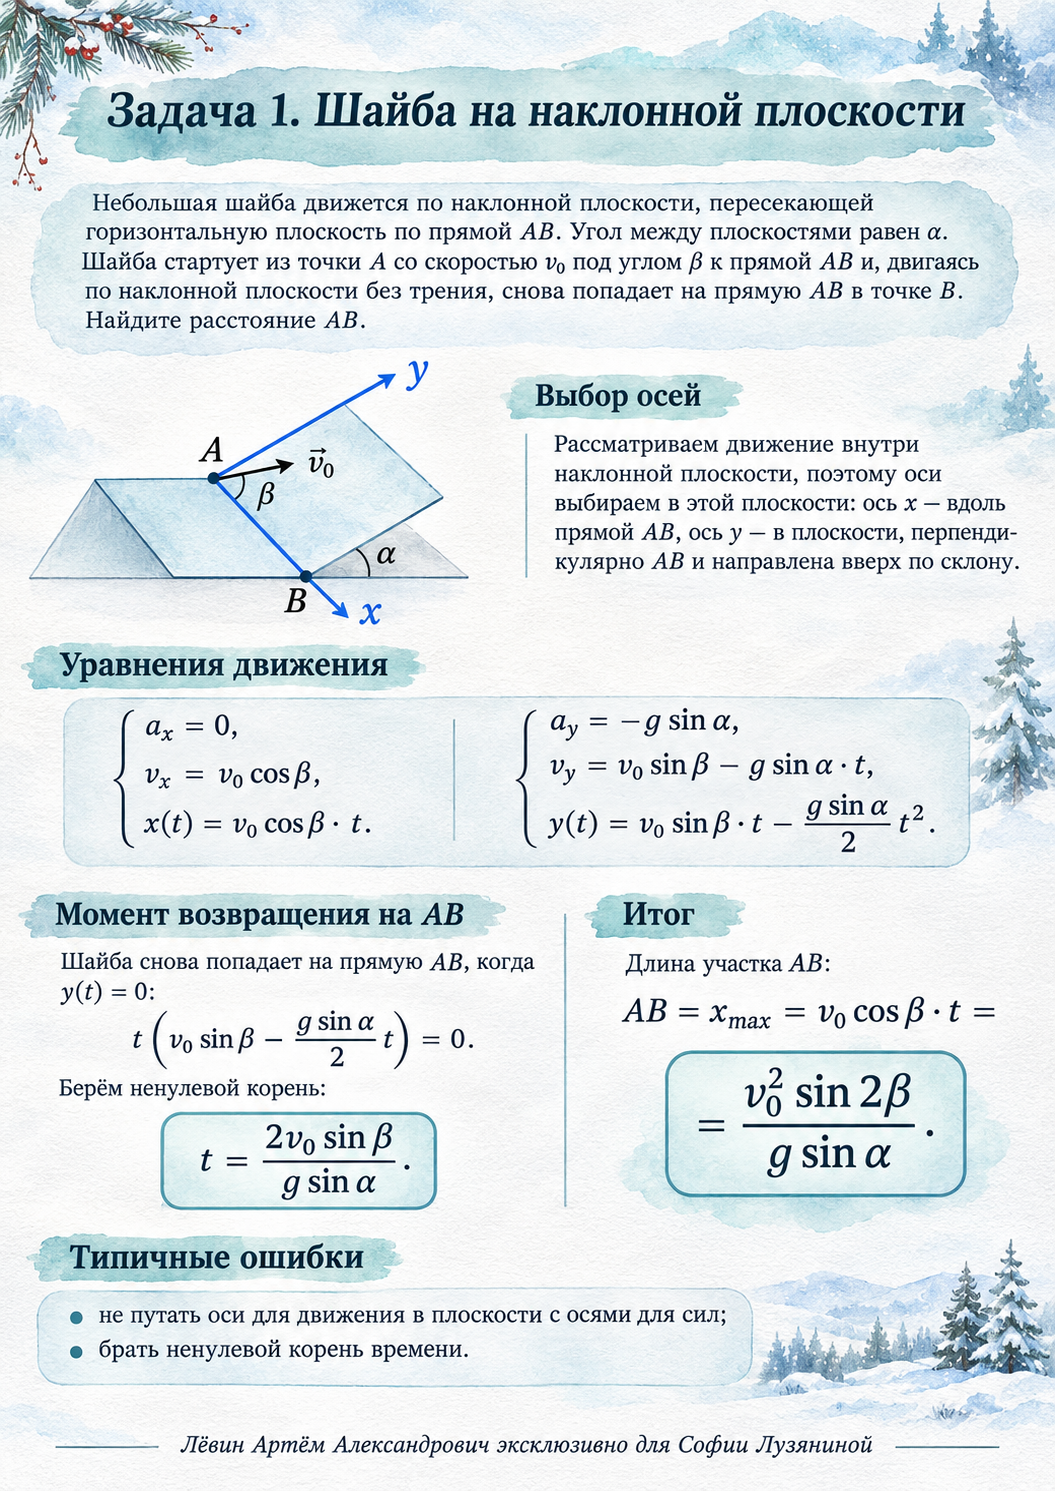 Задача 1. Шайба на наклонной плоскости
Небольшая шайба движется по наклонной плоскости, пересекающей
горизонтальную плоскость по прямой AB. Угол между плоскостями равен α.
Шайба стартует из точки A со скоростью v₀ под углом β к прямой AB и, двигаясь
по наклонной плоскости без трения, снова попадает на прямую AB в точке B.
Найдите расстояние AB.
y
A
v⃗₀
β
α
B
x
Выбор осей
Рассматриваем движение внутри
наклонной плоскости, поэтому оси
выбираем в этой плоскости: ось x — вдоль
прямой AB, ось y — в плоскости, перпенди-
кулярно AB и направлена вверх по склону.
Уравнения движения
aₓ = 0,
vₓ = v₀ cos β,
x(t) = v₀ cos β · t.
a_y = −g sin α,
v_y = v₀ sin β − g sin α · t,
y(t) = v₀ sin β · t − (g sin α)/2 t².
Момент возвращения на AB
Шайба снова попадает на прямую AB, когда
y(t) = 0:
t (v₀ sin β − (g sin α)/2 t) = 0.
Берём ненулевой корень:
t = (2v₀ sin β)/(g sin α).
Итог
Длина участка AB:
AB = x_max = v₀ cos β · t =
= (v₀² sin 2β)/(g sin α).
Типичные ошибки
• не путать оси для движения в плоскости с осями для сил;
• брать ненулевой корень времени.
Лёвин Артём Александрович эксклюзивно для Софии Лузяниной